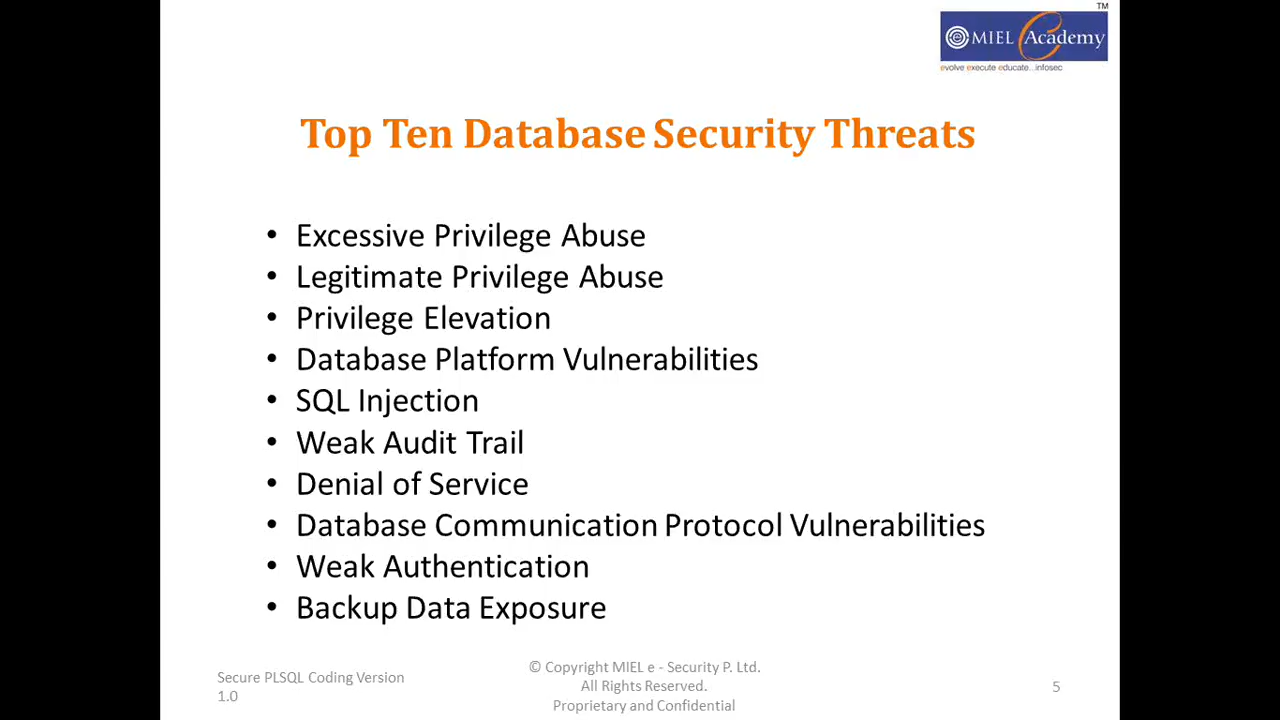 TM
MIEL Academy
evolve execute educate...infosec
Top Ten Database Security Threats
• Excessive Privilege Abuse
• Legitimate Privilege Abuse
• Privilege Elevation
• Database Platform Vulnerabilities
• SQL Injection
• Weak Audit Trail
• Denial of Service
• Database Communication Protocol Vulnerabilities
• Weak Authentication
• Backup Data Exposure
Secure PLSQL Coding Version
1.0
© Copyright MIEL e - Security P. Ltd.
All Rights Reserved.
Proprietary and Confidential
5